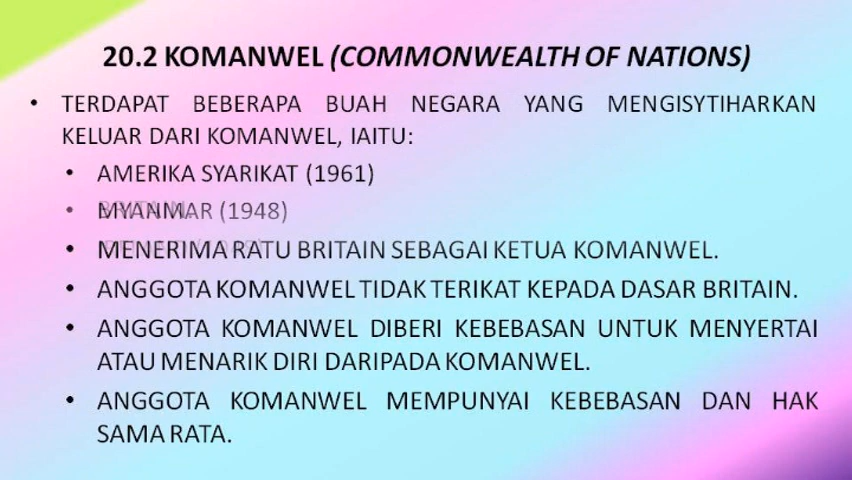 20.2 KOMANWEL (COMMONWEALTH OF NATIONS)
• TERDAPAT BEBERAPA BUAH NEGARA YANG MENGISYTIHARKAN
KELUAR DARI KOMANWEL, IAITU:
• AMERIKA SYARIKAT (1961)
• MYANMAR (1948)
• MENERIMA RATU BRITAIN SEBAGAI KETUA KOMANWEL.
• ANGGOTA KOMANWEL TIDAK TERIKAT KEPADA DASAR BRITAIN.
• ANGGOTA KOMANWEL DIBERI KEBEBASAN UNTUK MENYERTAI
ATAU MENARIK DIRI DARIPADA KOMANWEL.
• ANGGOTA KOMANWEL MEMPUNYAI KEBEBASAN DAN HAK
SAMA RATA.